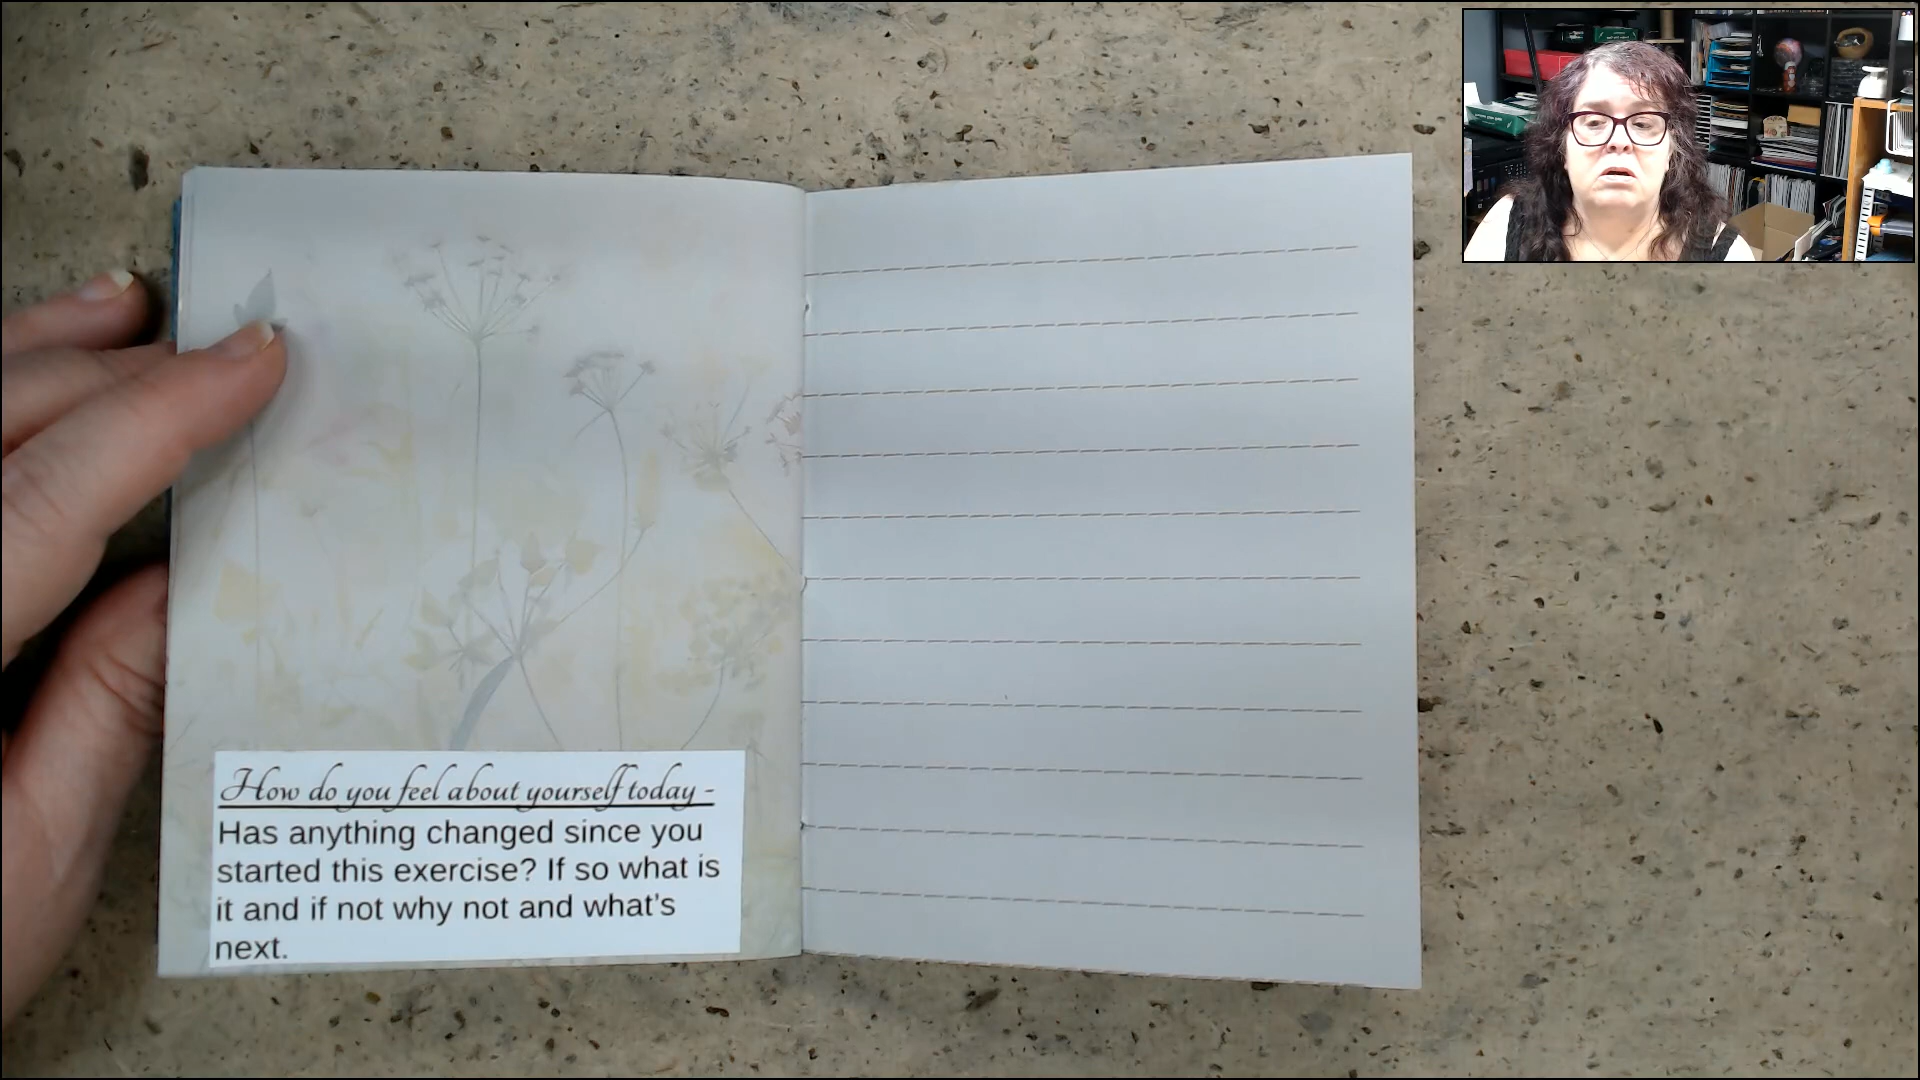 How do you feel about yourself today -
Has anything changed since you
started this exercise? If so what is
it and if not why not and what's
next.